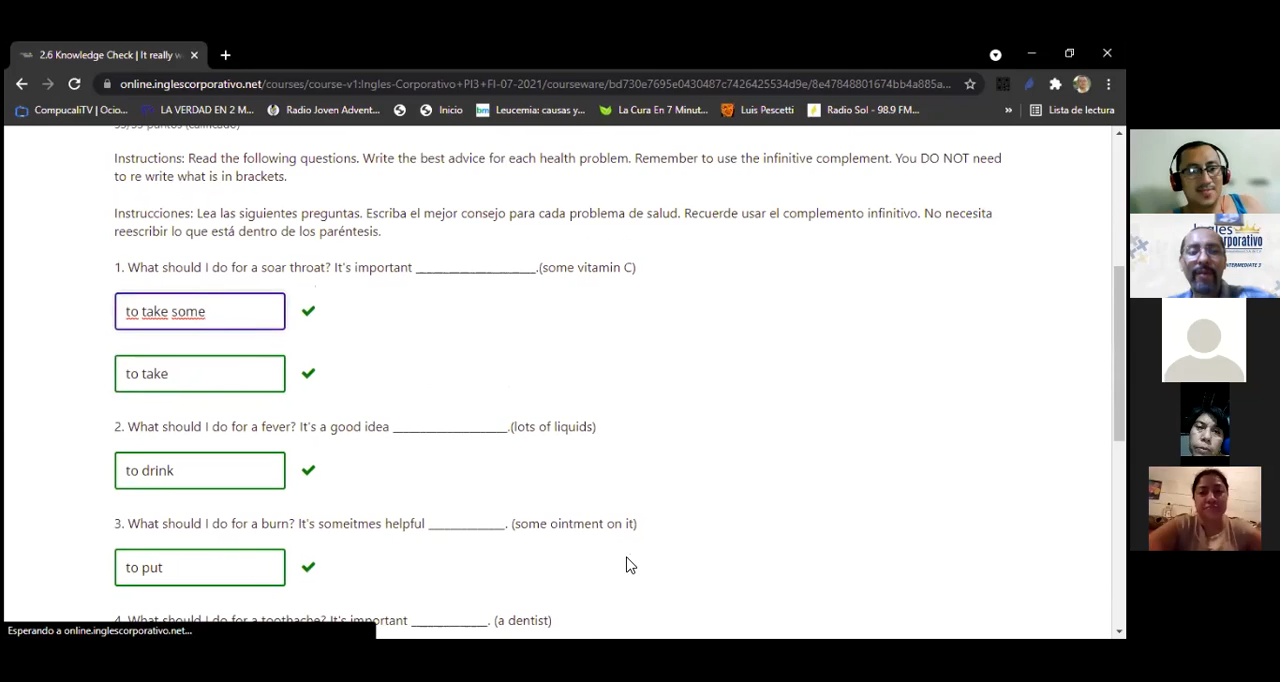 2.6 Knowledge Check | It really w
online.inglescorporativo.net/courses/course-v1:Ingles-Corporativo+PI3+FI-07-2021/courseware/bd730e7695e0430487c7426425534d9e/8e47848801674bb4a885a...
CompucaliTV | Ocio...
LA VERDAD EN 2 M...
Radio Joven Advent...
Inicio
Leucemia: causas y...
La Cura En 7 Minut...
Luis Pescetti
Radio Sol - 98.9 FM...
»
Lista de lectura
Instructions: Read the following questions. Write the best advice for each health problem. Remember to use the infinitive complement. You DO NOT need
to re write what is in brackets.
Instrucciones: Lea las siguientes preguntas. Escriba el mejor consejo para cada problema de salud. Recuerde usar el complemento infinitivo. No necesita
reescribir lo que está dentro de los paréntesis.
1. What should I do for a soar throat? It's important ___________________.(some vitamin C)
to take some
to take
2. What should I do for a fever? It's a good idea __________________.(lots of liquids)
to drink
3. What should I do for a burn? It's someitmes helpful ____________. (some ointment on it)
to put
4. What should I do for a toothache? It's important ____________. (a dentist)
Esperando a online.inglescorporativo.net...